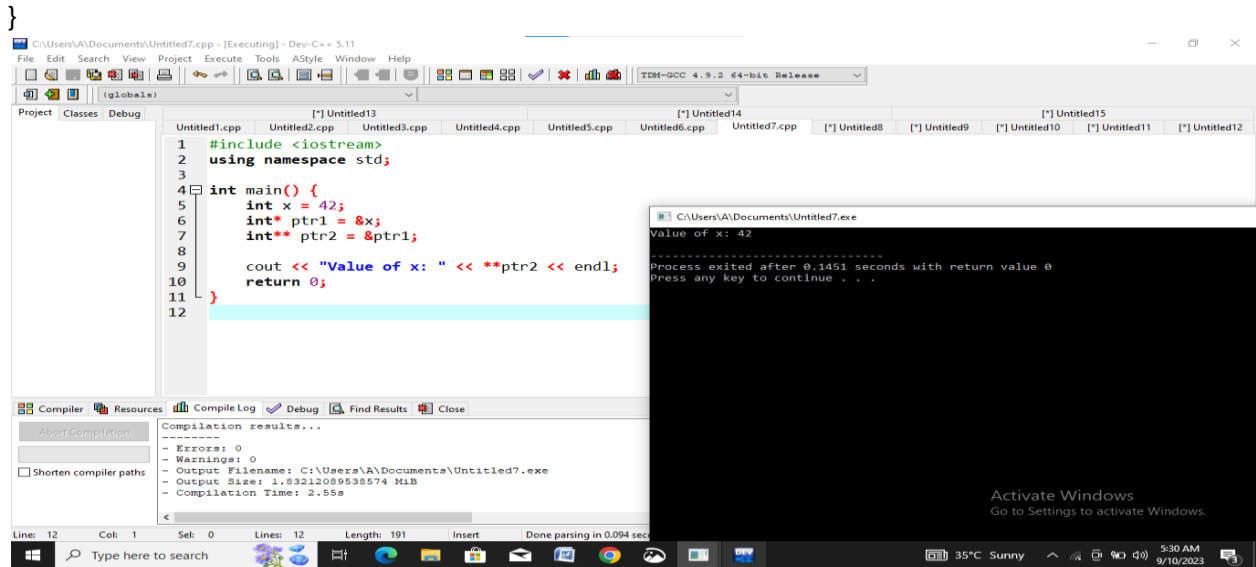 }
C:\Users\A\Documents\Untitled7.cpp - [Executing] - Dev-C++ 5.11
File Edit Search View Project Execute Tools AStyle Window Help
TDM-GCC 4.9.2 64-bit Release
(globals)
Project Classes Debug
[*] Untitled13 [*] Untitled14 [*] Untitled15
Untitled1.cpp Untitled2.cpp Untitled3.cpp Untitled4.cpp Untitled5.cpp Untitled6.cpp Untitled7.cpp [*] Untitled8 [*] Untitled9 [*] Untitled10 [*] Untitled11 [*] Untitled12
1 #include <iostream>
2 using namespace std;
3
4 int main() {
5 int x = 42;
6 int* ptr1 = &x;
7 int** ptr2 = &ptr1;
8
9 cout << "Value of x: " << **ptr2 << endl;
10 return 0;
11 }
12
C:\Users\A\Documents\Untitled7.exe
Value of x: 42
--------------------------------
Process exited after 0.1451 seconds with return value 0
Press any key to continue . . .
Compiler Resources Compile Log Debug Find Results Close
Abort Compilation
Shorten compiler paths
Compilation results...
--------
- Errors: 0
- Warnings: 0
- Output Filename: C:\Users\A\Documents\Untitled7.exe
- Output Size: 1.83212089538574 MiB
- Compilation Time: 2.55s
Activate Windows
Go to Settings to activate Windows.
Line: 12 Col: 1 Sel: 0 Lines: 12 Length: 191 Insert Done parsing in 0.094 sec
Type here to search
DEV
35°C Sunny
5:30 AM
9/10/2023
3